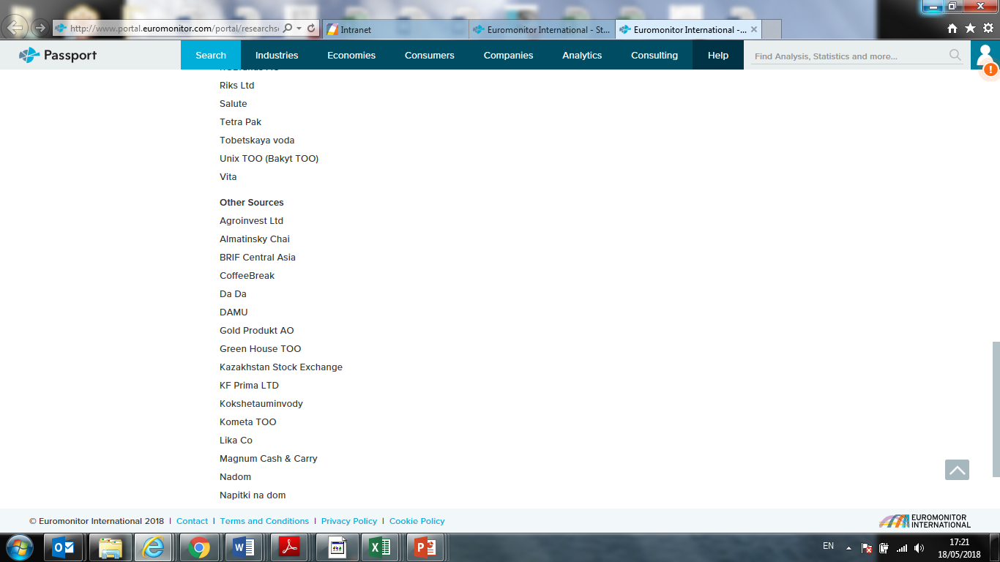 http://www.portal.euromonitor.com/portal/research
Intranet
Euromonitor International - St...
Euromonitor International -...
Passport
Search
Industries
Economies
Consumers
Companies
Analytics
Consulting
Help
Find Analysis, Statistics and more...
Riks Ltd
Salute
Tetra Pak
Tobetskaya voda
Unix TOO (Bakyt TOO)
Vita
Other Sources
Agroinvest Ltd
Almatinsky Chai
BRIF Central Asia
CoffeeBreak
Da Da
DAMU
Gold Produkt AO
Green House TOO
Kazakhstan Stock Exchange
KF Prima LTD
Kokshetauminvody
Kometa TOO
Lika Co
Magnum Cash & Carry
Nadom
Napitki na dom
© Euromonitor International 2018 | Contact | Terms and Conditions | Privacy Policy | Cookie Policy
EUROMONITOR
INTERNATIONAL
EN
17:21
18/05/2018